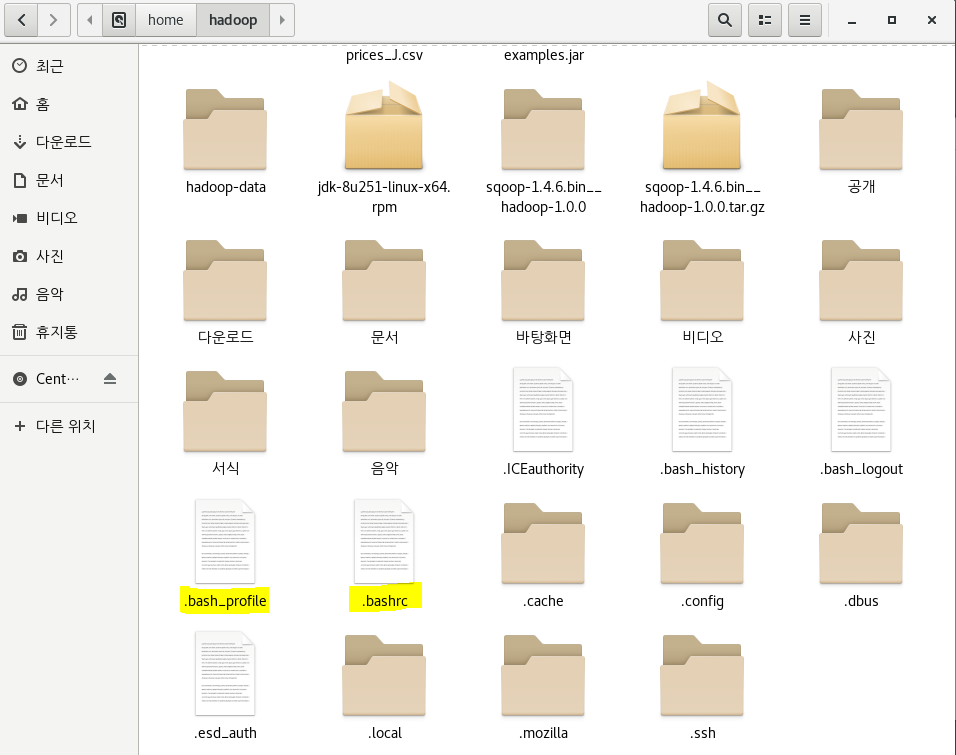 home
hadoop
최근
홈
다운로드
문서
비디오
사진
음악
휴지통
Cent…
다른 위치
prices_J.csv
examples.jar
hadoop-data
jdk-8u251-linux-x64.
rpm
sqoop-1.4.6.bin__
hadoop-1.0.0
sqoop-1.4.6.bin__
hadoop-1.0.0.tar.gz
공개
다운로드
문서
바탕화면
비디오
사진
서식
음악
.ICEauthority
.bash_history
.bash_logout
.bash_profile
.bashrc
.cache
.config
.dbus
.esd_auth
.local
.mozilla
.ssh